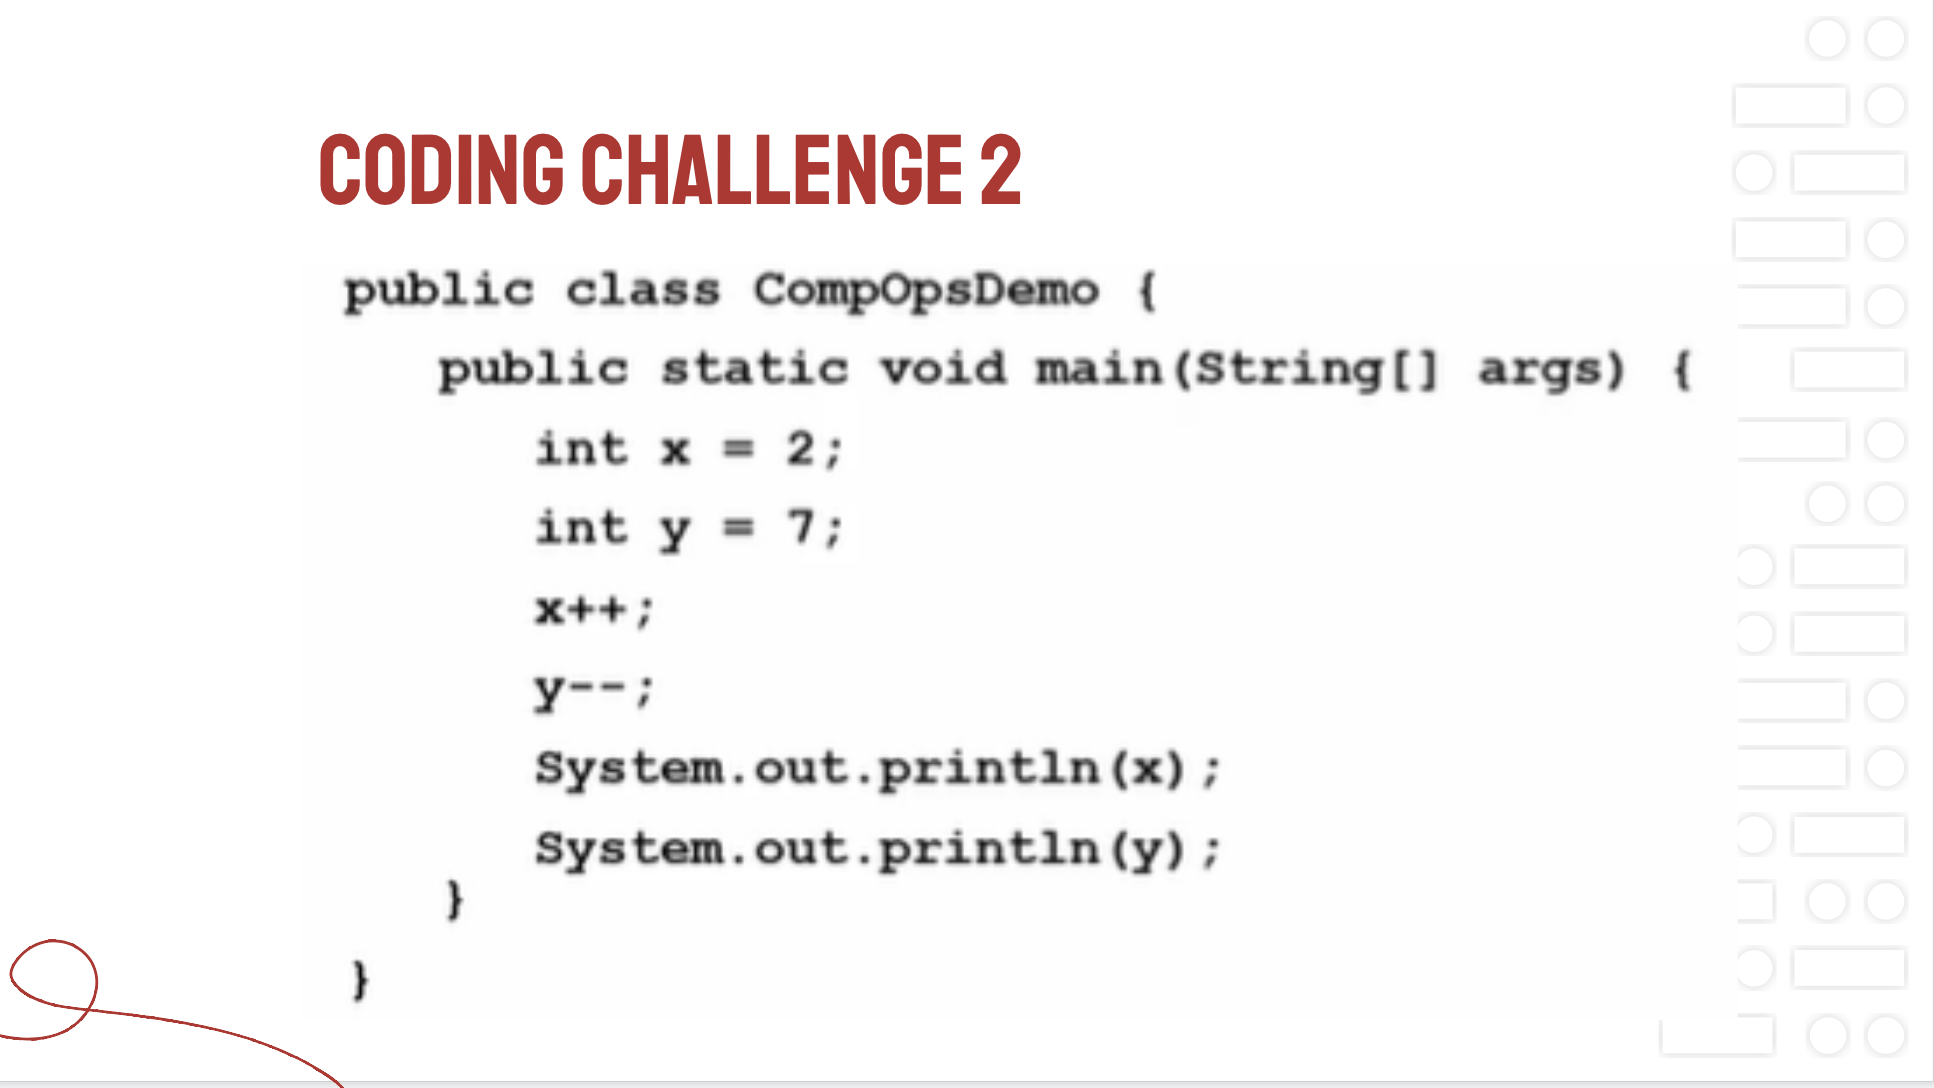 CODING CHALLENGE 2
public class CompOpsDemo {
public static void main(String[] args) {
int x = 2;
int y = 7;
x++;
y--;
System.out.println(x);
System.out.println(y);
}
}